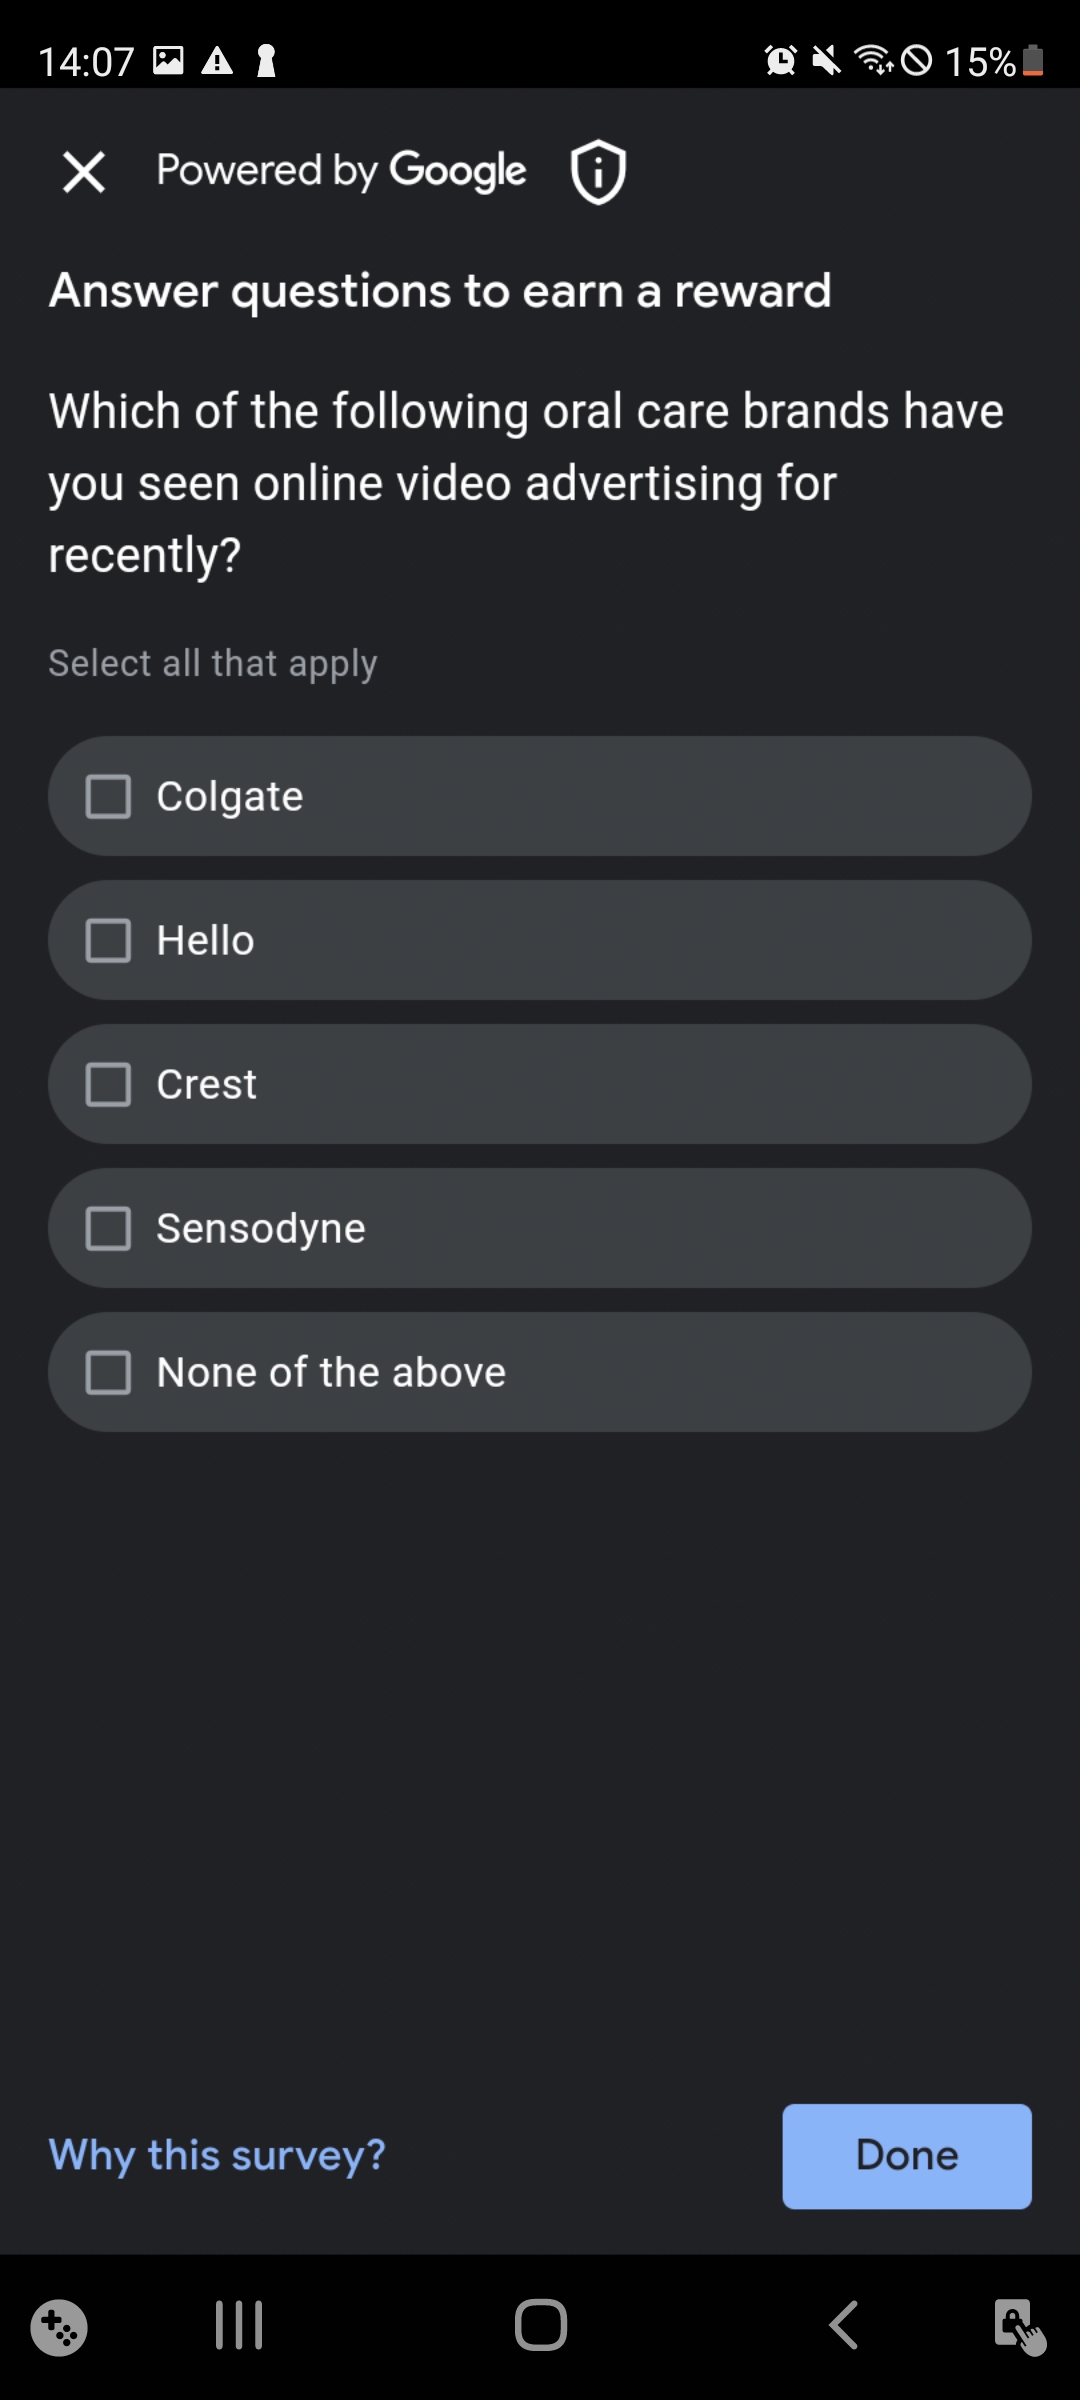 14:07
15%
Powered by Google
Answer questions to earn a reward
Which of the following oral care brands have
you seen online video advertising for
recently?
Select all that apply
Colgate
Hello
Crest
Sensodyne
None of the above
Why this survey?
Done